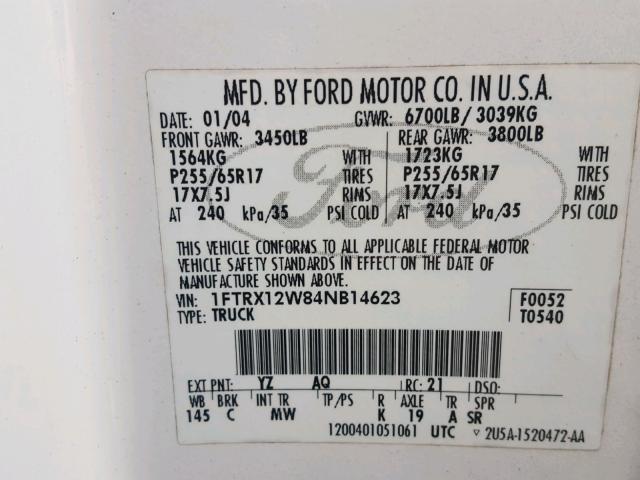 MFD. BY FORD MOTOR CO. IN U.S.A.
DATE: 01/04 GVWR: 6700LB/ 3039KG
FRONT GAWR: 3450LB REAR GAWR: 3800LB
1564KG WITH 1723KG WITH
P255/65R17 TIRES P255/65R17 TIRES
17X7.5J RIMS 17X7.5J RIMS
AT 240 kPa/35 PSI COLD AT 240 kPa/35 PSI COLD
Ford
THIS VEHICLE CONFORMS TO ALL APPLICABLE FEDERAL MOTOR
VEHICLE SAFETY STANDARDS IN EFFECT ON THE DATE OF
MANUFACTURE SHOWN ABOVE.
VIN: 1FTRX12W84NB14623 F0052
TYPE: TRUCK T0540
EXT PNT: YZ AQ RC: 21 DSO:
WB BRK INT TR TP/PS R AXLE TR SPR
145 C MW K 19 A SR
1200401051061 UTC ▽ 2U5A-1520472-AA